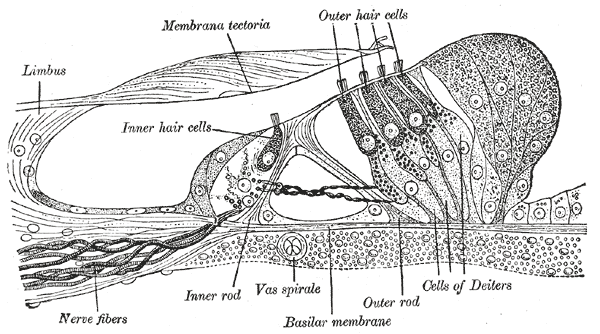 Outer hair cells
Membrana tectoria
Limbus
Inner hair cells
Inner rod
Vas spirale
Cells of Deiters
Outer rod
Nerve fibers
Basilar membrane